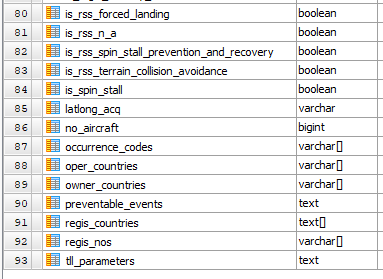 80 is_rss_forced_landing boolean
81 is_rss_n_a boolean
82 is_rss_spin_stall_prevention_and_recovery boolean
83 is_rss_terrain_collision_avoidance boolean
84 is_spin_stall boolean
85 latlong_acq varchar
86 no_aircraft bigint
87 occurrence_codes varchar[]
88 oper_countries varchar[]
89 owner_countries varchar[]
90 preventable_events text
91 regis_countries text[]
92 regis_nos varchar[]
93 tll_parameters text